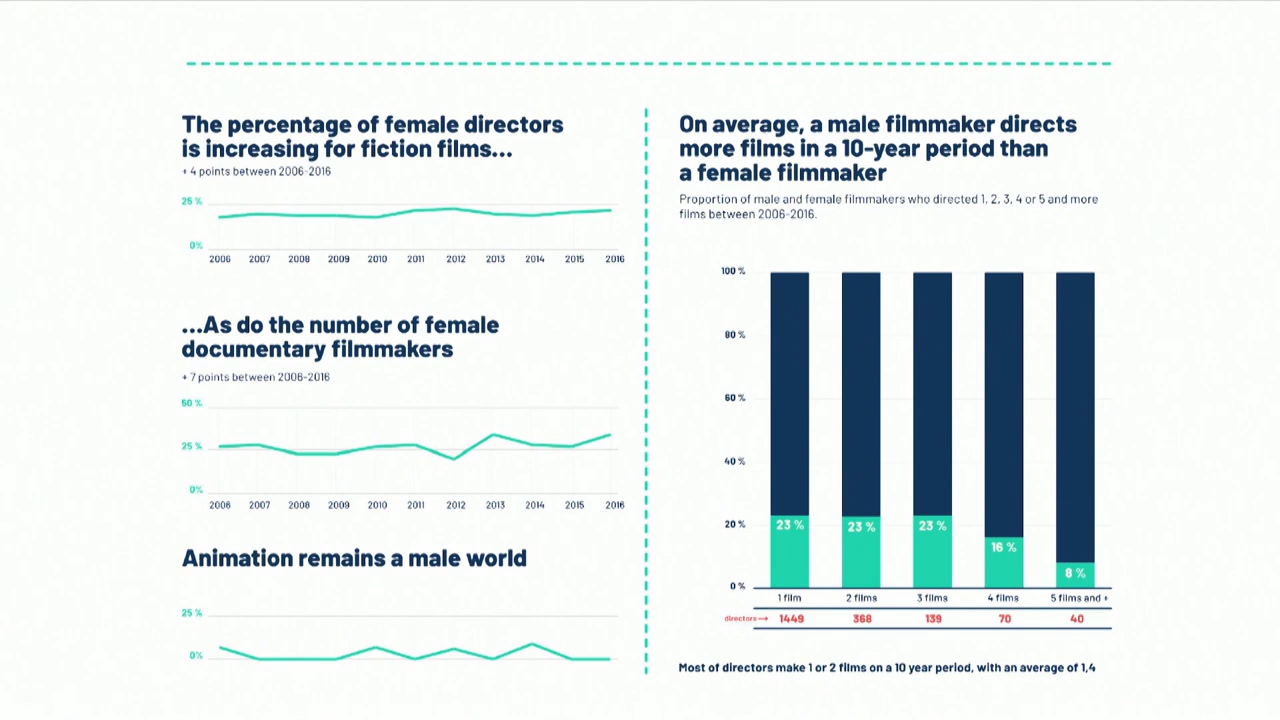 The percentage of female directors
is increasing for fiction films...
+ 4 points between 2006-2016
25 %
0%
2006 2007 2008 2009 2010 2011 2012 2013 2014 2015 2016
...As do the number of female
documentary filmmakers
+ 7 points between 2006-2016
50 %
25 %
0%
2006 2007 2008 2009 2010 2011 2012 2013 2014 2015 2016
Animation remains a male world
25 %
0%
On average, a male filmmaker directs
more films in a 10-year period than
a female filmmaker
Proportion of male and female filmmakers who directed 1, 2, 3, 4 or 5 and more
films between 2006-2016.
100 %
80 %
60 %
40 %
20 %
0 %
23 % 23 % 23 % 16 % 8 %
1 film 2 films 3 films 4 films 5 films and +
directors→ 1449 368 139 70 40
Most of directors make 1 or 2 films on a 10 year period, with an average of 1,4